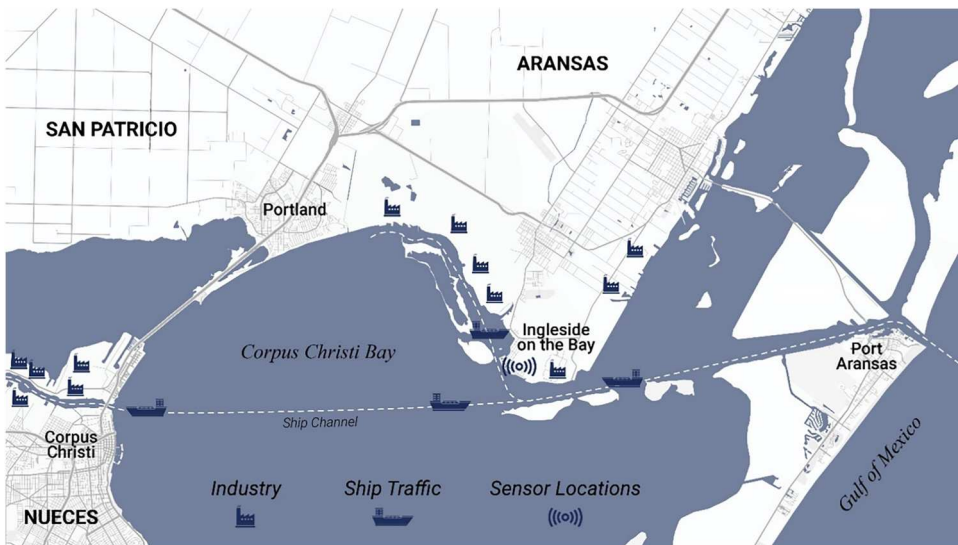 ARANSAS
SAN PATRICIO
Portland
Ingleside
on the Bay
Corpus Christi Bay
Port
Aransas
Ship Channel
Corpus
Christi
Gulf of Mexico
Industry
Ship Traffic
Sensor Locations
NUECES